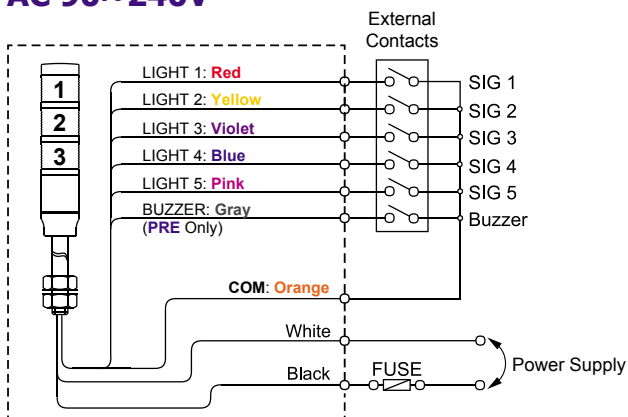 External
Contacts
1
2
3
LIGHT 1: Red
LIGHT 2: Yellow
LIGHT 3: Violet
LIGHT 4: Blue
LIGHT 5: Pink
BUZZER: Gray
(PRE Only)
SIG 1
SIG 2
SIG 3
SIG 4
SIG 5
Buzzer
COM: Orange
White
Black
FUSE
Power Supply